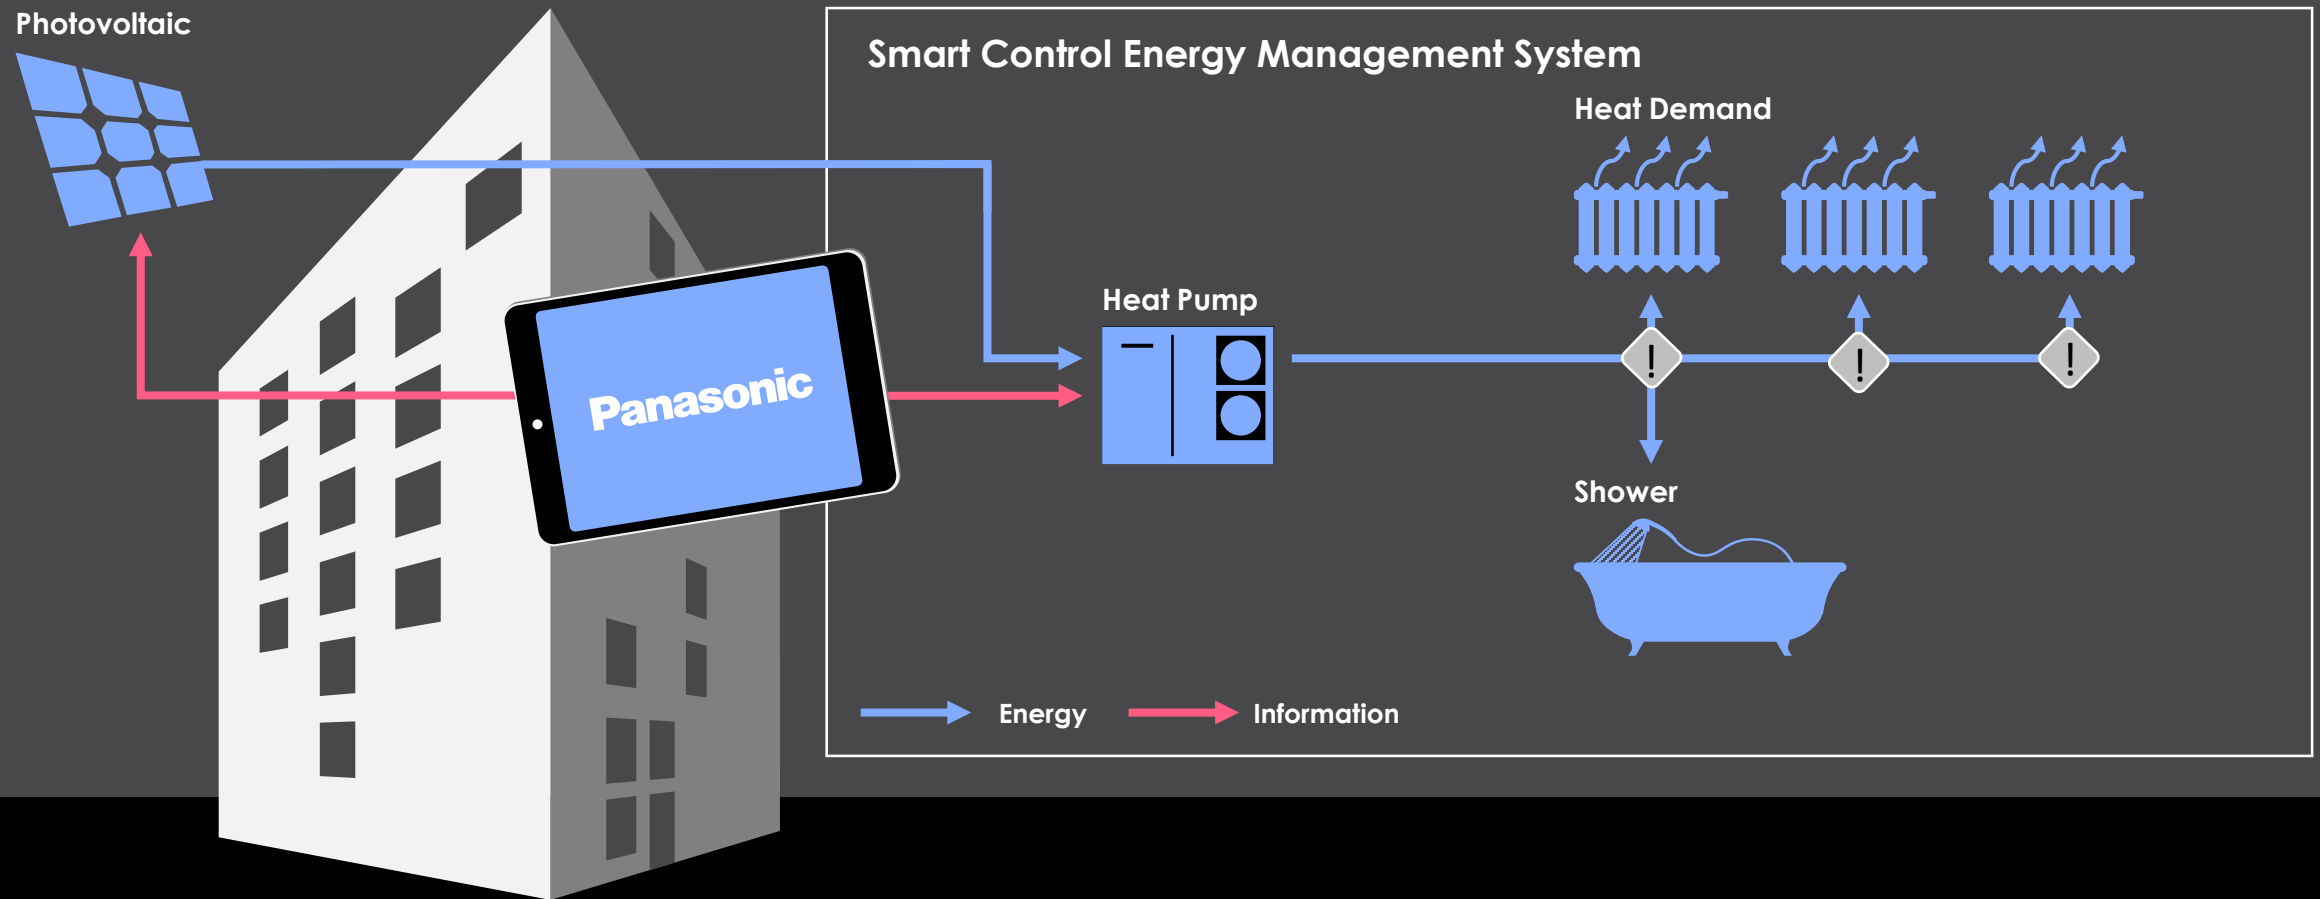 Photovoltaic
Smart Control Energy Management System
Heat Demand
Heat Pump
Panasonic
!
!
!
Shower
Energy
Information